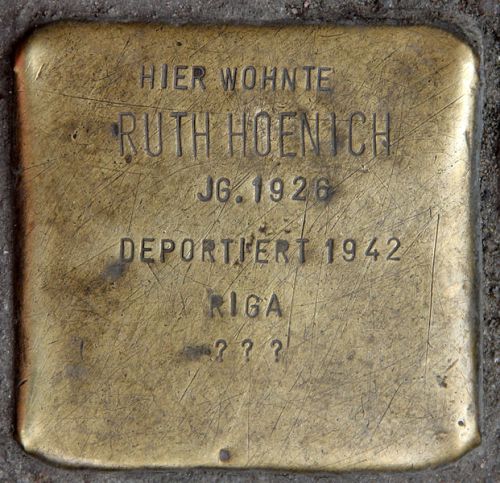 HIER WOHNTE
RUTH HOENICH
JG. 1926
DEPORTIERT 1942
RIGA
? ? ?